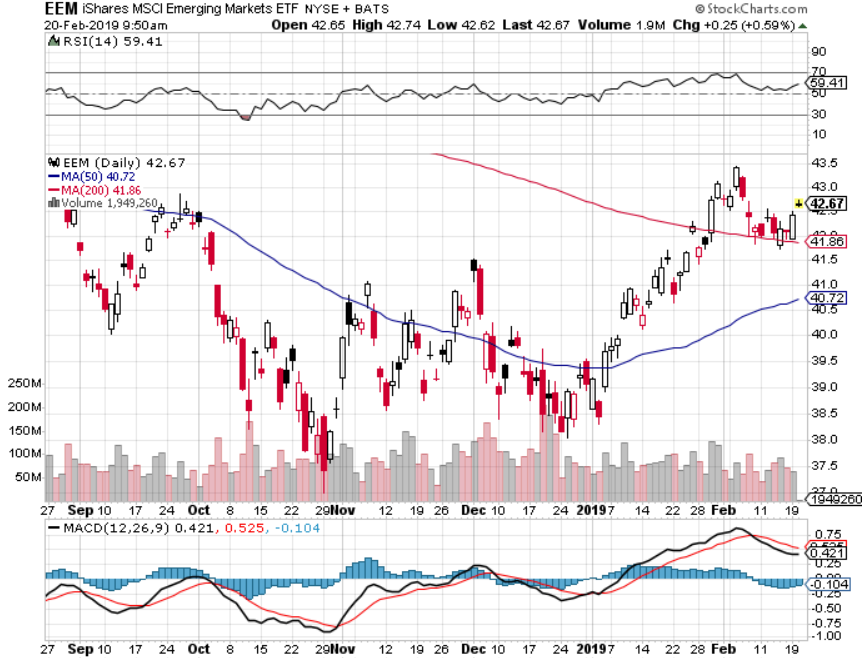 EEM iShares MSCI Emerging Markets ETF NYSE + BATS © StockCharts.com
20-Feb-2019 9:50am Open 42.65 High 42.74 Low 42.62 Last 42.67 Volume 1.9M Chg +0.25 (+0.59%)
RSI(14) 59.41
90
70
59.41
50
30
10
EEM (Daily) 42.67
MA(50) 40.72
MA(200) 41.86
Volume 1,949,260
43.5
43.0
42.67
42.5
42.0
41.86
41.5
41.0
40.72
40.5
40.0
39.5
39.0
38.5
38.0
37.5
37.0
250M
200M
150M
100M
50M
1949260
27 Sep 10 17 24 Oct 8 15 22 29 Nov 12 19 26 Dec 10 17 24 2019 7 14 22 28 Feb 11 19
MACD(12,26,9) 0.421, 0.525, -0.104
0.75
0.525
0.421
0.25
0.00
-0.104
-0.25
-0.50
-0.75
-1.00
27 Sep 10 17 24 Oct 8 15 22 29 Nov 12 19 26 Dec 10 17 24 2019 7 14 22 28 Feb 11 19